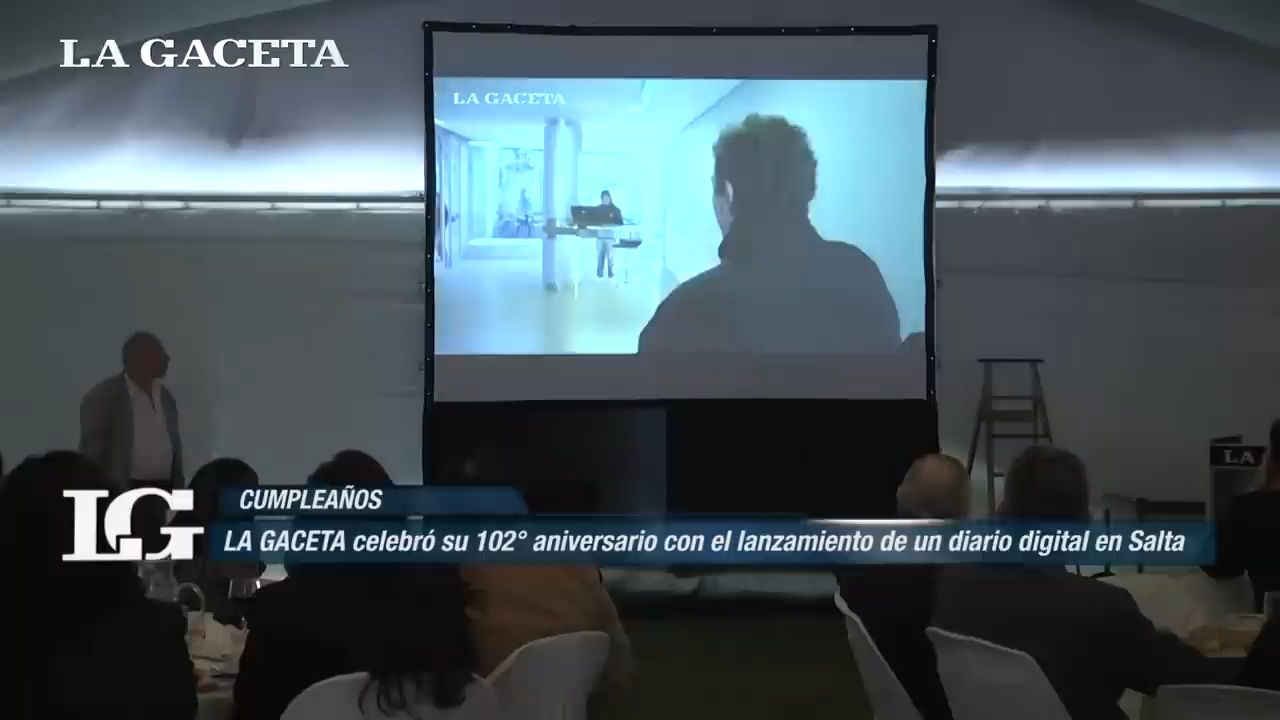 LA GACETA
LA GACETA
LA
LG
CUMPLEAÑOS
LA GACETA celebró su 102° aniversario con el lanzamiento de un diario digital en Salta